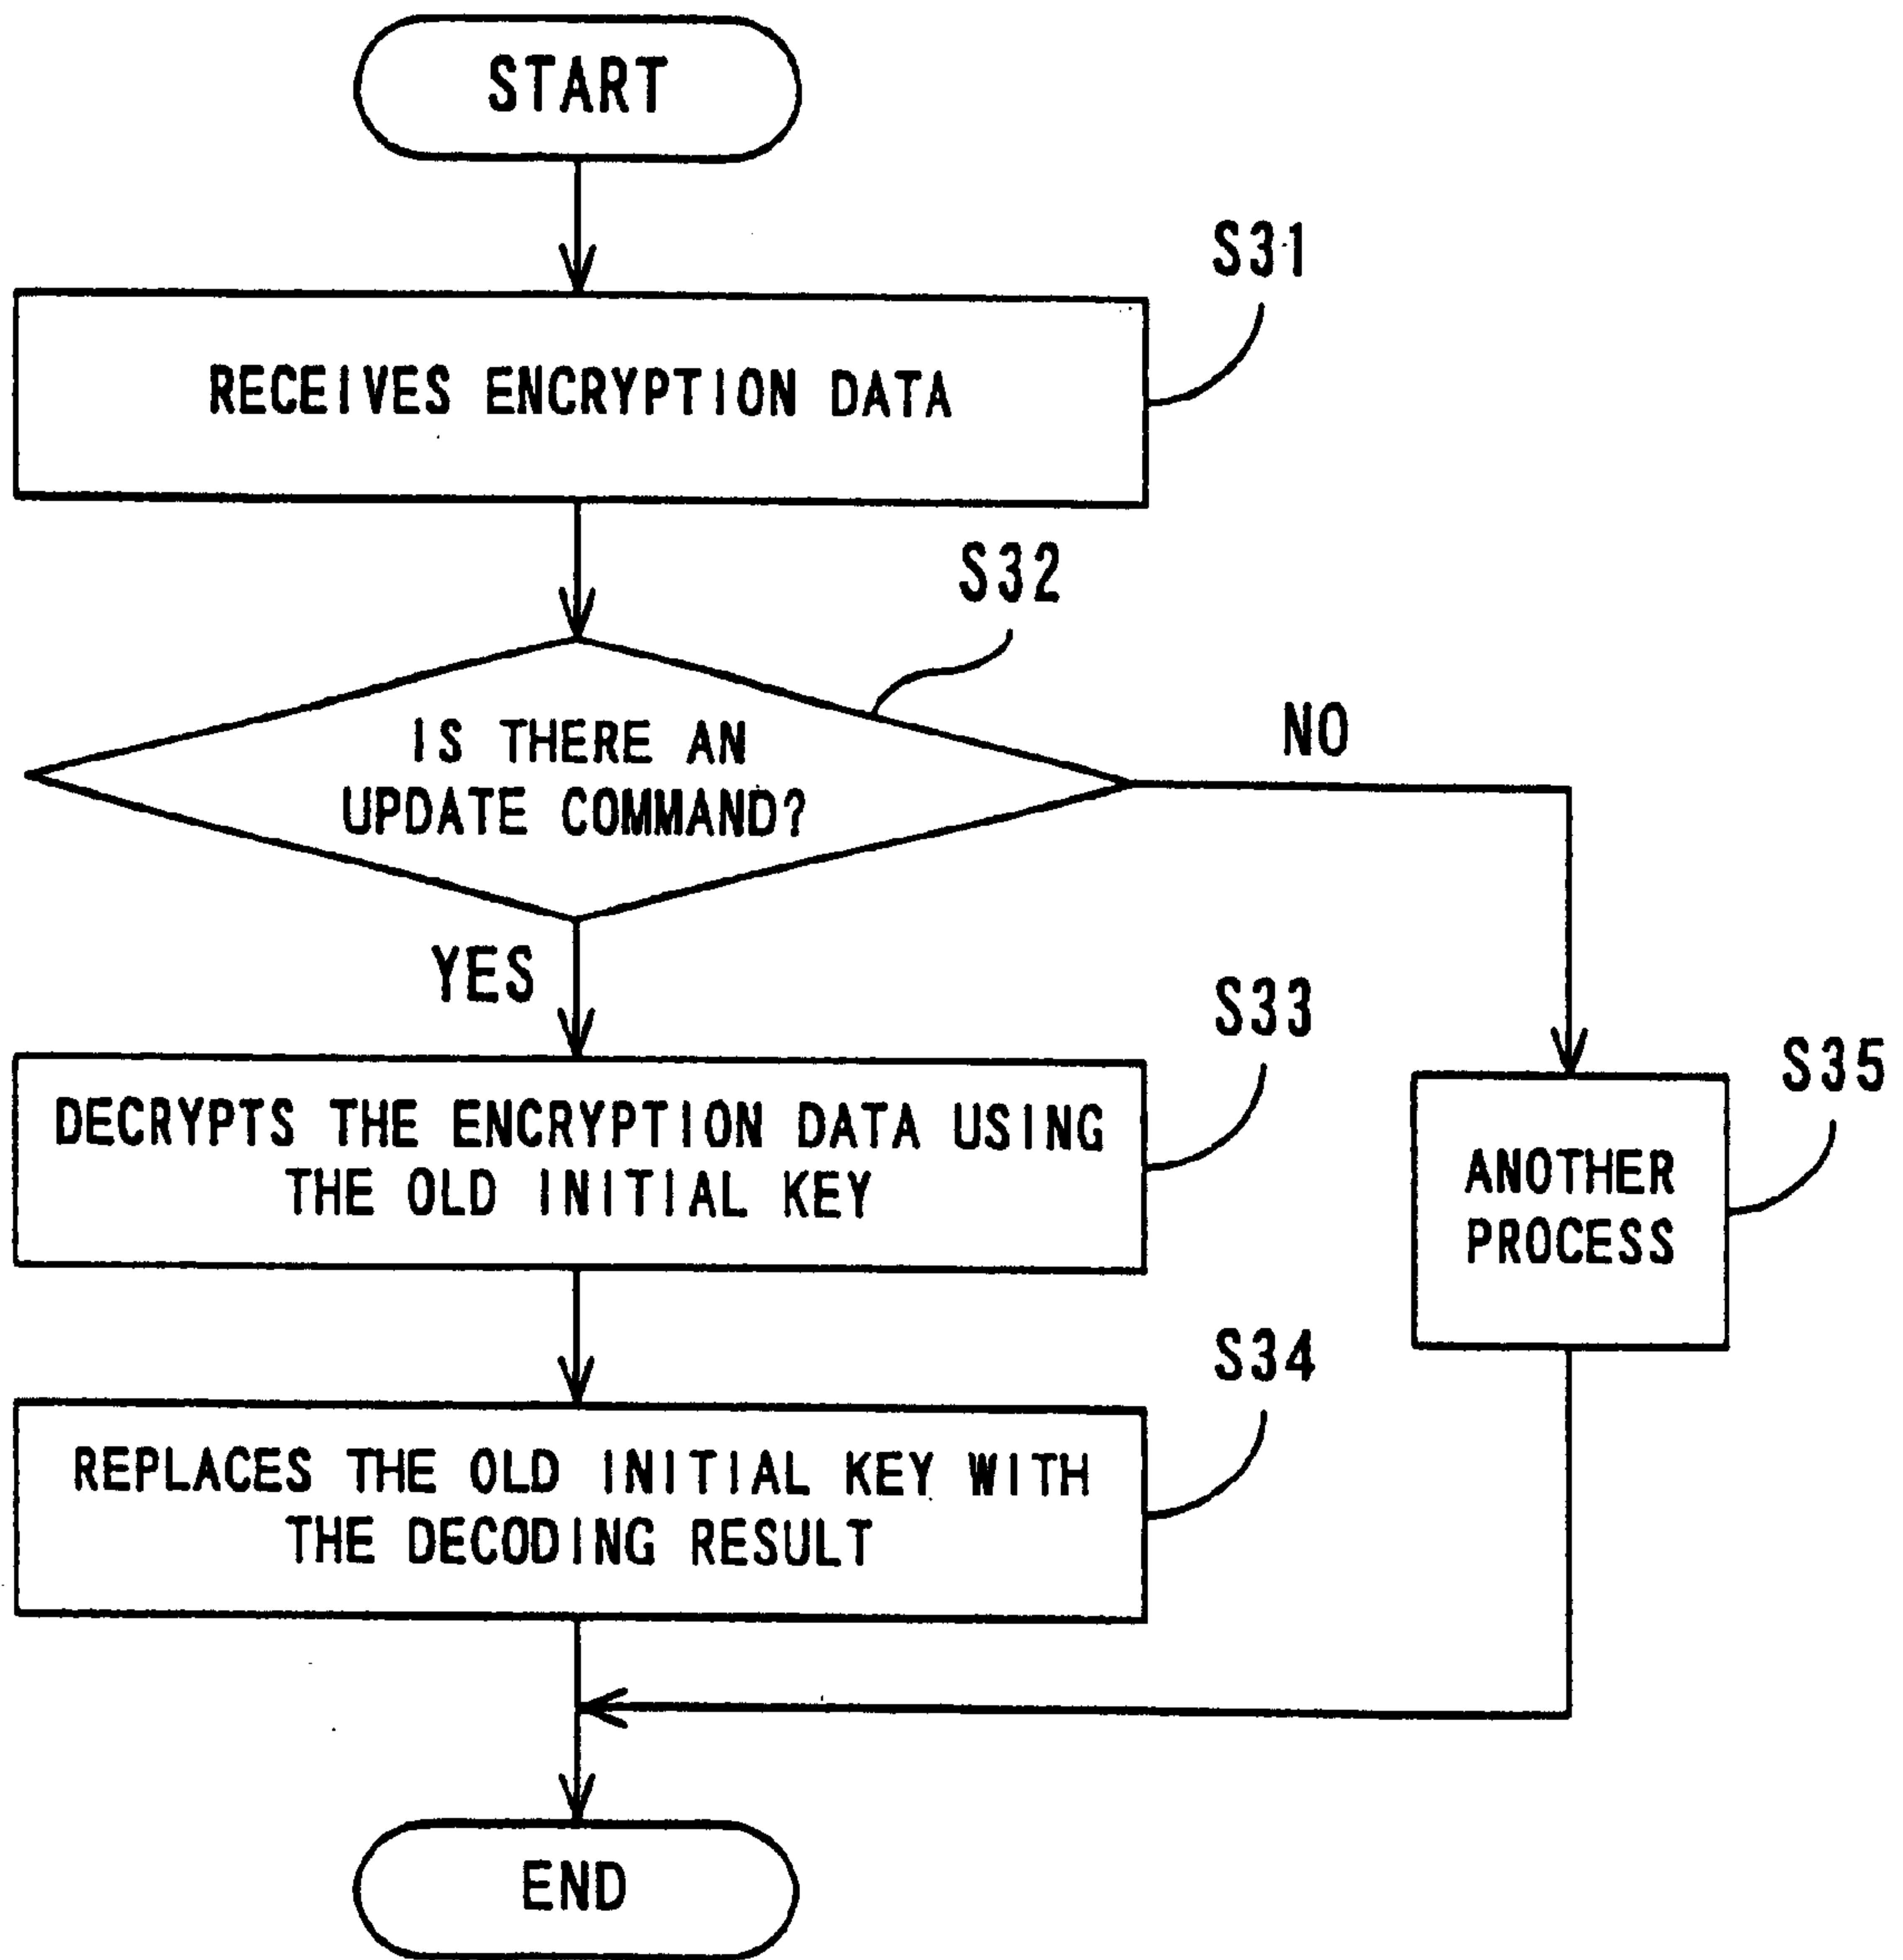 START
S31
RECEIVES ENCRYPTION DATA
S32
IS THERE AN
UPDATE COMMAND?
NO
YES
S33
DECRYPTS THE ENCRYPTION DATA USING
THE OLD INITIAL KEY
S35
ANOTHER
PROCESS
S34
REPLACES THE OLD INITIAL KEY WITH
THE DECODING RESULT
END